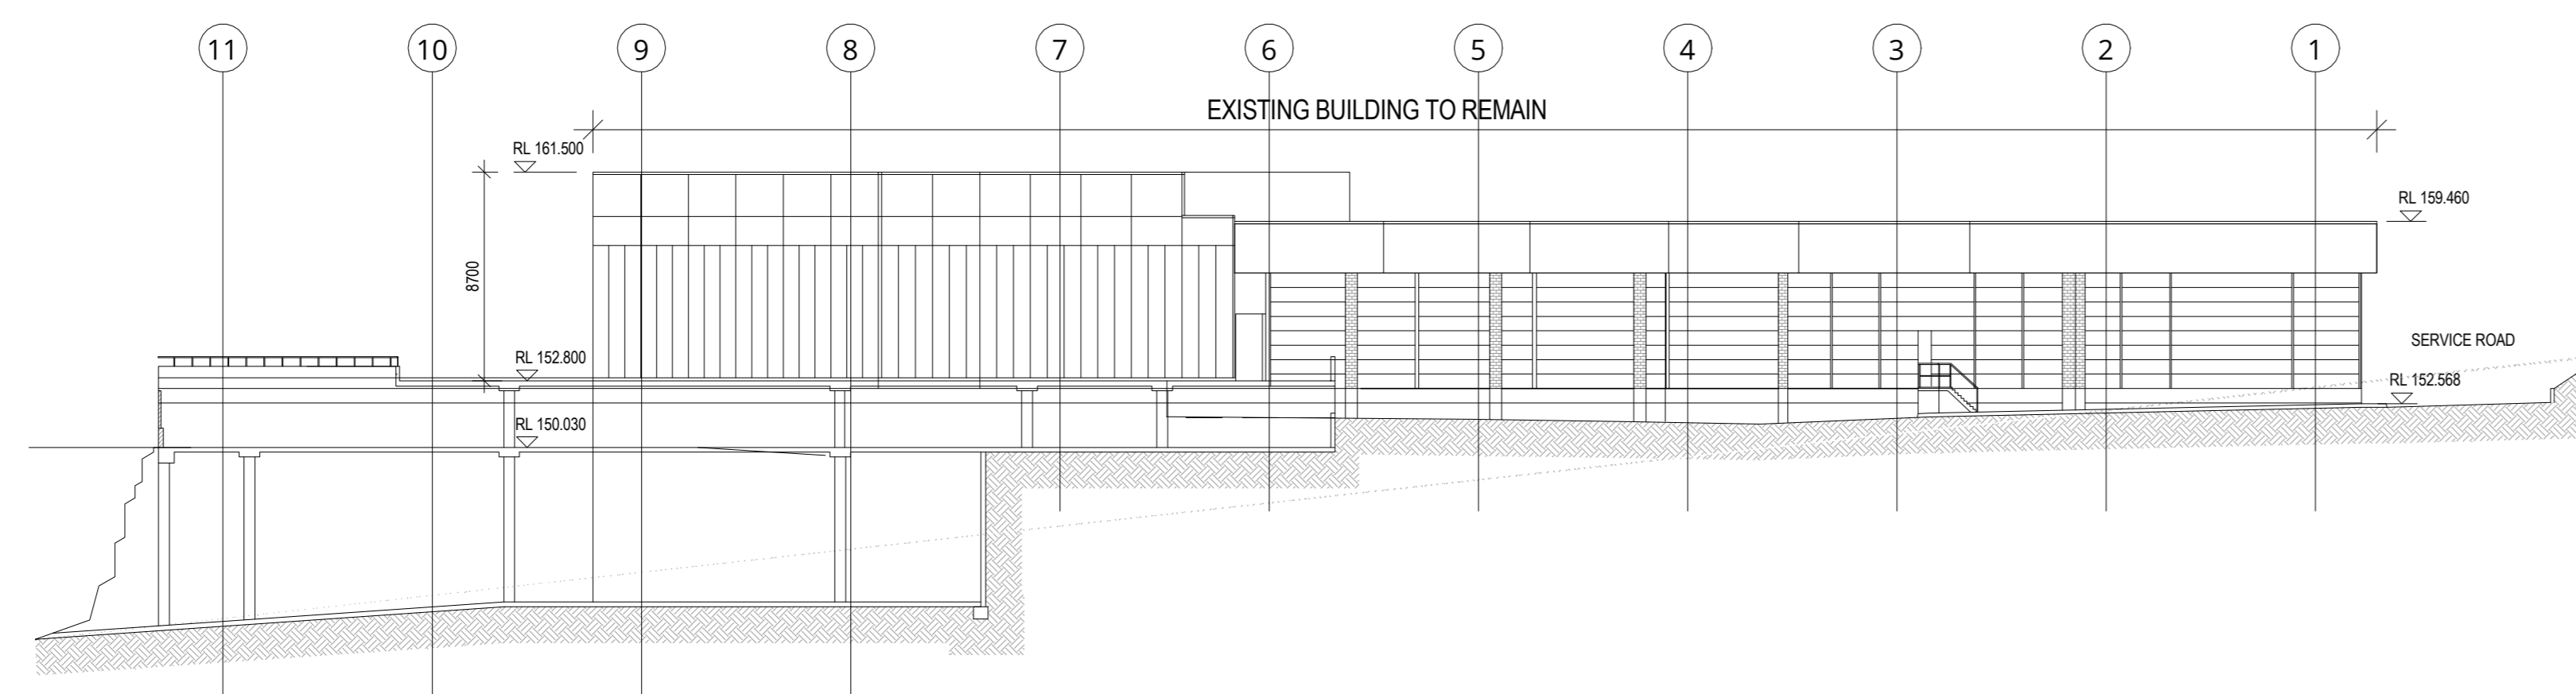 11 10 9 8 7 6 5 4 3 2 1
EXISTING BUILDING TO REMAIN
RL 161.500
RL 159.460
8700
SERVICE ROAD
RL 152.800
RL 152.568
RL 150.030